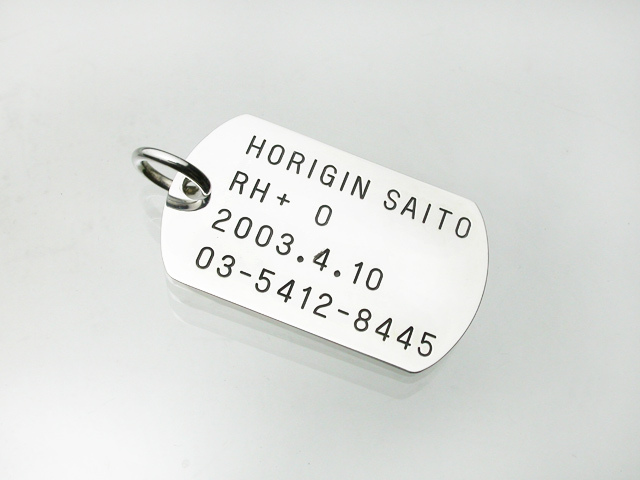 HORIGIN SAITO
RH+ O
2003.4.10
03-5412-8445